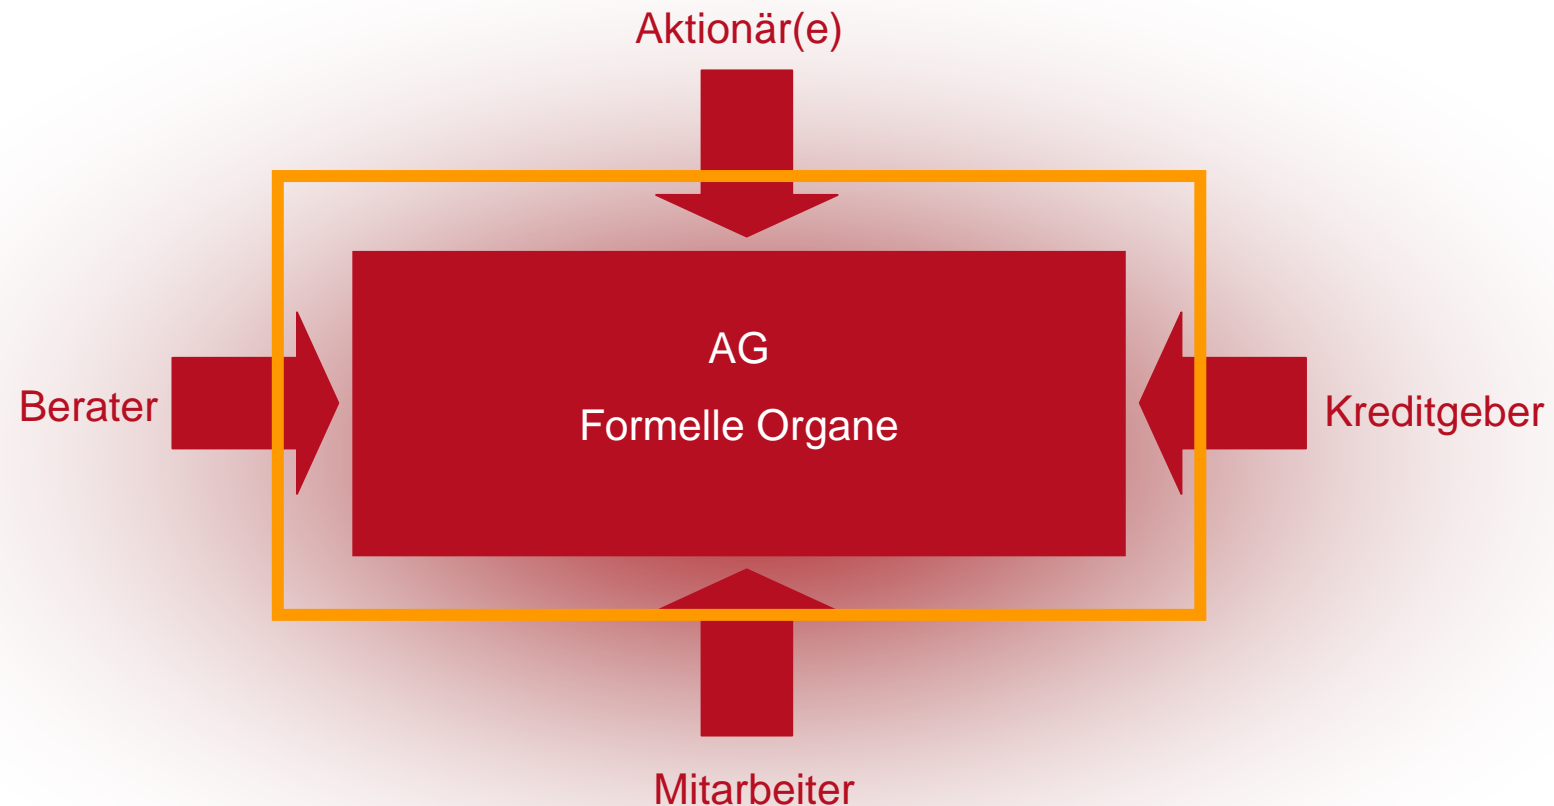 Aktionär(e)
AG
Formelle Organe
Berater
Kreditgeber
Mitarbeiter